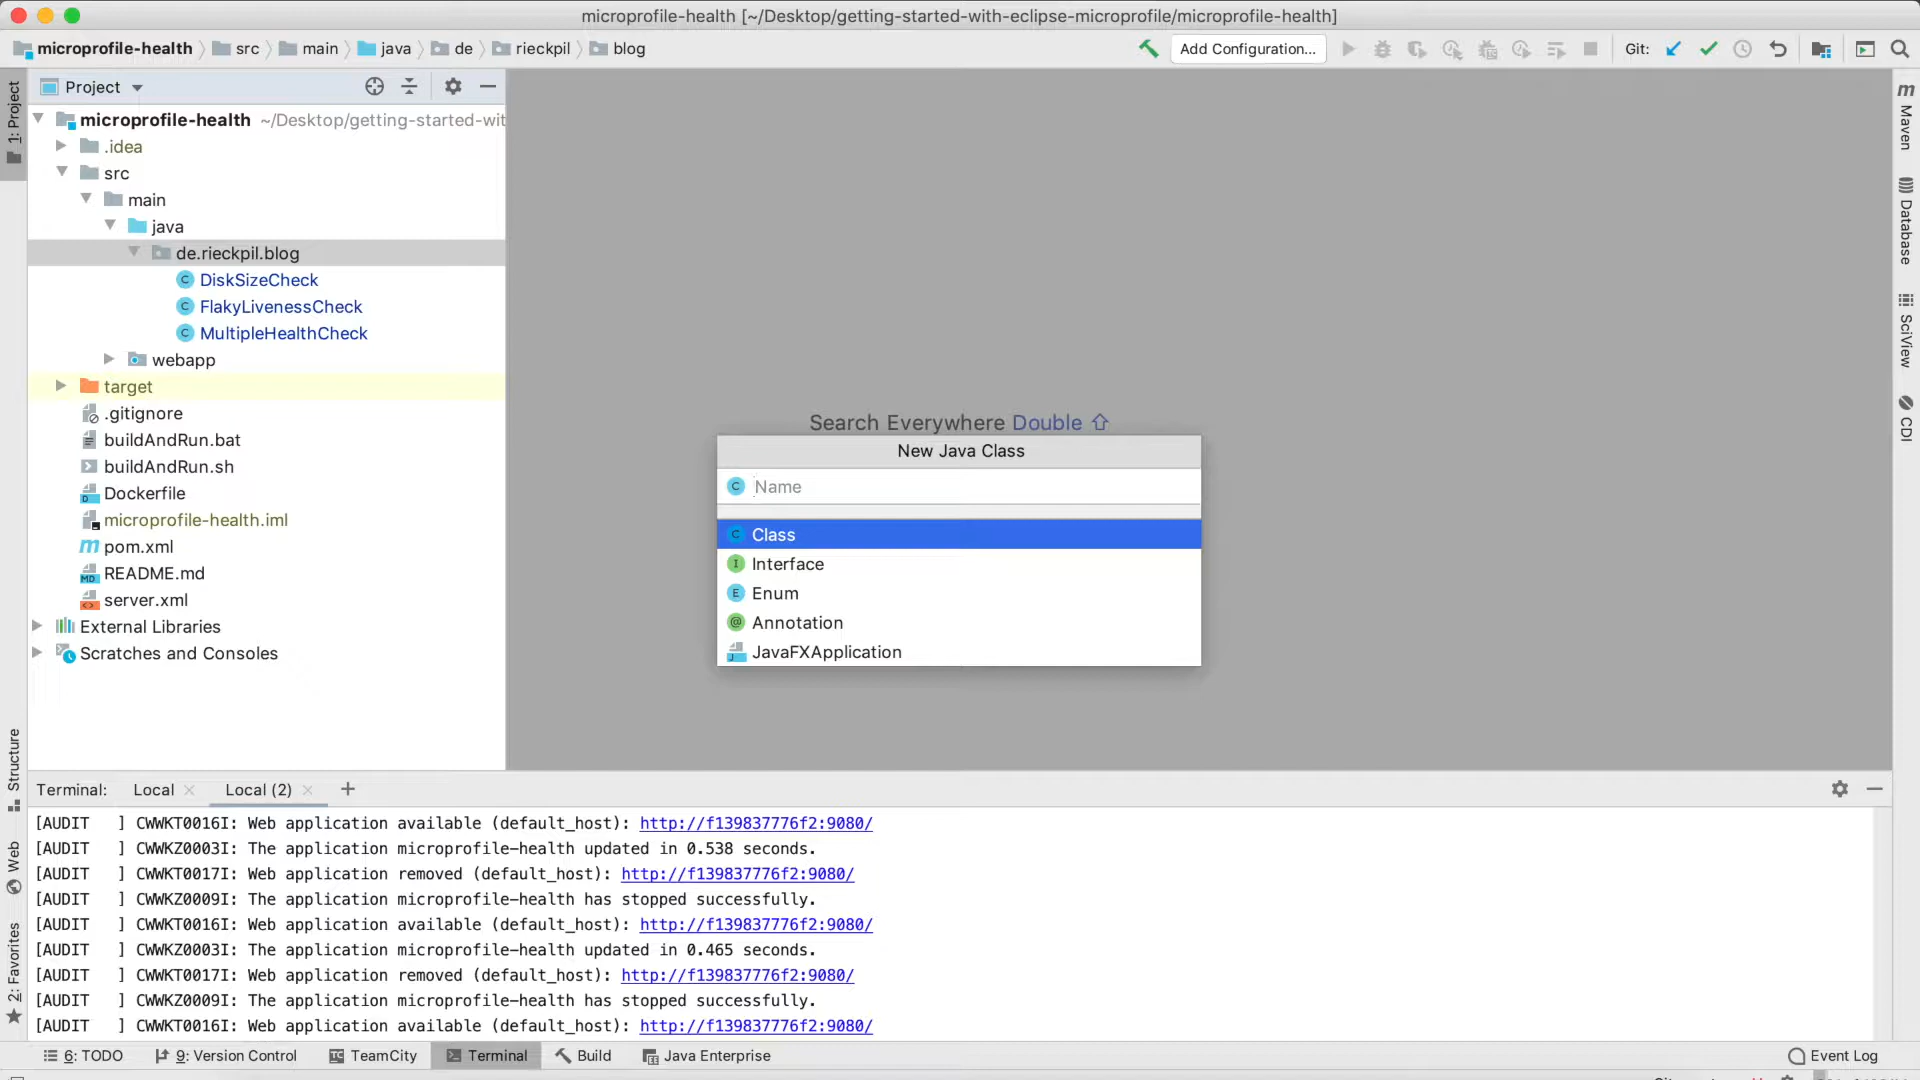 microprofile-health [~/Desktop/getting-started-with-eclipse-microprofile/microprofile-health]
microprofile-health src main java de rieckpil blog Add Configuration... Git:
Project
1: Project
microprofile-health ~/Desktop/getting-started-wit
.idea
src
main
java
de.rieckpil.blog
DiskSizeCheck
FlakyLivenessCheck
MultipleHealthCheck
webapp
target
.gitignore
buildAndRun.bat
buildAndRun.sh
Dockerfile
microprofile-health.iml
pom.xml
README.md
server.xml
External Libraries
Scratches and Consoles
Search Everywhere Double ⇧
New Java Class
Name
Class
Interface
Enum
Annotation
JavaFXApplication
Maven
Database
SciView
CDI
Structure
Web
2: Favorites
Terminal: Local Local (2)
[AUDIT   ] CWWKT0016I: Web application available (default_host): http://f139837776f2:9080/
[AUDIT   ] CWWKZ0003I: The application microprofile-health updated in 0.538 seconds.
[AUDIT   ] CWWKT0017I: Web application removed (default_host): http://f139837776f2:9080/
[AUDIT   ] CWWKZ0009I: The application microprofile-health has stopped successfully.
[AUDIT   ] CWWKT0016I: Web application available (default_host): http://f139837776f2:9080/
[AUDIT   ] CWWKZ0003I: The application microprofile-health updated in 0.465 seconds.
[AUDIT   ] CWWKT0017I: Web application removed (default_host): http://f139837776f2:9080/
[AUDIT   ] CWWKZ0009I: The application microprofile-health has stopped successfully.
[AUDIT   ] CWWKT0016I: Web application available (default_host): http://f139837776f2:9080/
6: TODO 9: Version Control TeamCity Terminal Build Java Enterprise Event Log